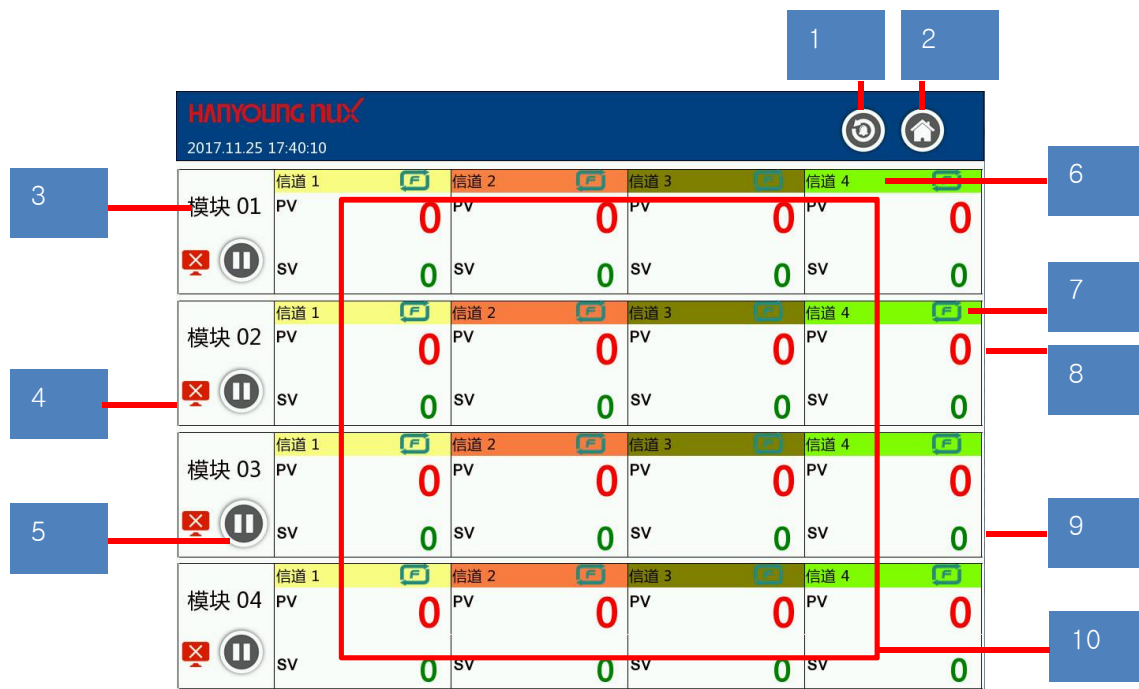 1 2
HANYOUNG NUX
2017.11.25 17:40:10
信道 1 F 信道 2 F 信道 3 F 信道 4 F 6
3 模块 01 PV 0 PV 0 PV 0 PV 0
SV 0 SV 0 SV 0 SV 0
信道 1 F 信道 2 F 信道 3 F 信道 4 F 7
模块 02 PV 0 PV 0 PV 0 PV 0 8
4 SV 0 SV 0 SV 0 SV 0
信道 1 F 信道 2 F 信道 3 F 信道 4 F
模块 03 PV 0 PV 0 PV 0 PV 0
5 SV 0 SV 0 SV 0 SV 0 9
信道 1 F 信道 2 F 信道 3 F 信道 4 F
模块 04 PV 0 PV 0 PV 0 PV 0 10
SV 0 SV 0 SV 0 SV 0